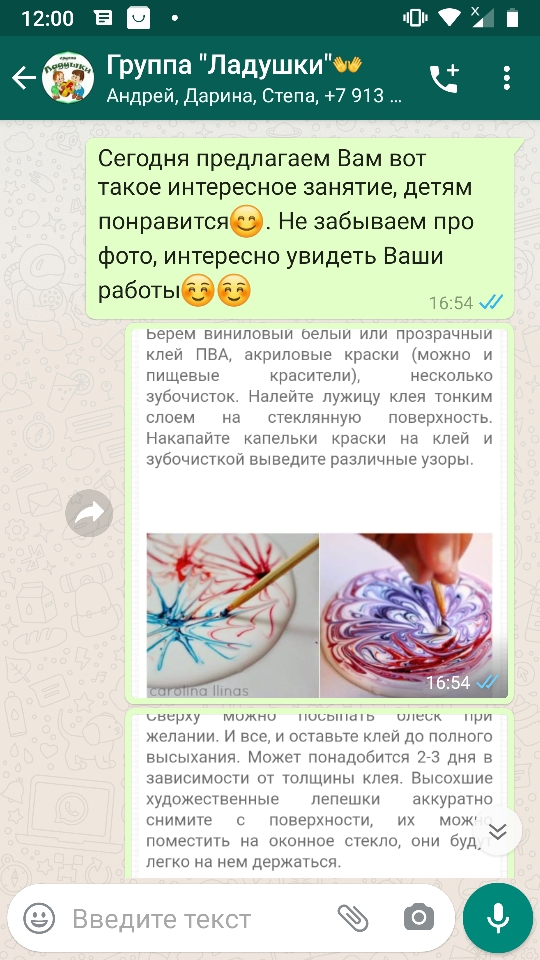 12:00
Группа "Ладушки"👐
Андрей, Дарина, Степа, +7 913 ...
Сегодня предлагаем Вам вот
такое интересное занятие, детям
понравится😊. Не забываем про
фото, интересно увидеть Ваши
работы☺️☺️
16:54
Берем виниловый белый или прозрачный
клей ПВА, акриловые краски (можно и
пищевые красители), несколько
зубочисток. Налейте лужицу клея тонким
слоем на стеклянную поверхность.
Накапайте капельки краски на клей и
зубочисткой выведите различные узоры.
carolina llinas
16:54
Сверху можно посыпать блеск при
желании. И все, и оставьте клей до полного
высыхания. Может понадобится 2-3 дня в
зависимости от толщины клея. Высохшие
художественные лепешки аккуратно
снимите с поверхности, их можно
поместить на оконное стекло, они будут
легко на нем держаться.
Введите текст